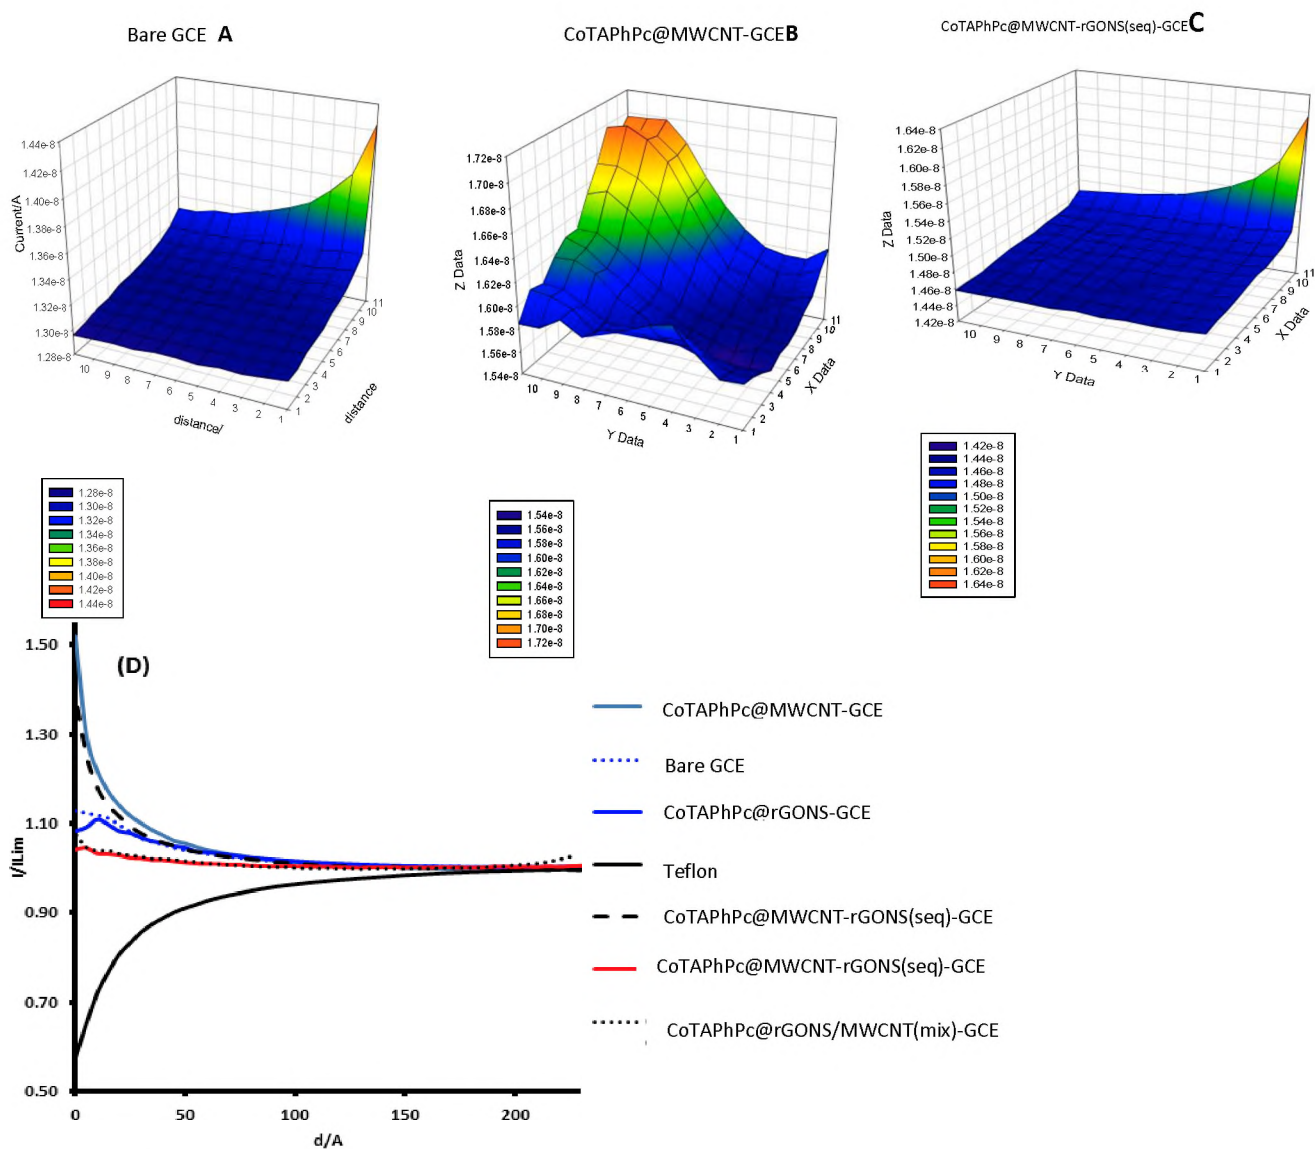 Bare GCE A
CoTAPhPc@MWCNT-GCEB
CoTAPhPc@MWCNT-rGONS(seq)-GCEC
1.44e-8
1.42e-8
1.40e-8
1.38e-8
1.36e-8
1.34e-8
1.32e-8
1.30e-8
1.28e-8
Current/A
10 9 8 7 6 5 4 3 2 1
distance/
1 2 3 4 5 6 7 8 9 10 11
distance
1.72e-8
1.70e-8
1.68e-8
1.66e-8
1.64e-8
1.62e-8
1.60e-8
1.58e-8
1.56e-8
1.54e-8
Z Data
10 9 8 7 6 5 4 3 2 1
Y Data
1 2 3 4 5 6 7 8 9 10 11
X Data
1.64e-8
1.62e-8
1.60e-8
1.58e-8
1.56e-8
1.54e-8
1.52e-8
1.50e-8
1.48e-8
1.46e-8
1.44e-8
1.42e-8
Z Data
10 9 8 7 6 5 4 3 2 1
Y Data
1 2 3 4 5 6 7 8 9 10 11
X Data
1.28e-8
1.30e-8
1.32e-8
1.34e-8
1.36e-8
1.38e-8
1.40e-8
1.42e-8
1.44e-8
1.54e-8
1.56e-8
1.58e-8
1.60e-8
1.62e-8
1.64e-8
1.66e-8
1.68e-8
1.70e-8
1.72e-8
1.42e-8
1.44e-8
1.46e-8
1.48e-8
1.50e-8
1.52e-8
1.54e-8
1.56e-8
1.58e-8
1.60e-8
1.62e-8
1.64e-8
(D)
1.50
1.30
1.10
0.90
0.70
0.50
I/ILim
0 50 100 150 200
d/A
CoTAPhPc@MWCNT-GCE
Bare GCE
CoTAPhPc@rGONS-GCE
Teflon
CoTAPhPc@MWCNT-rGONS(seq)-GCE
CoTAPhPc@MWCNT-rGONS(seq)-GCE
CoTAPhPc@rGONS/MWCNT(mix)-GCE